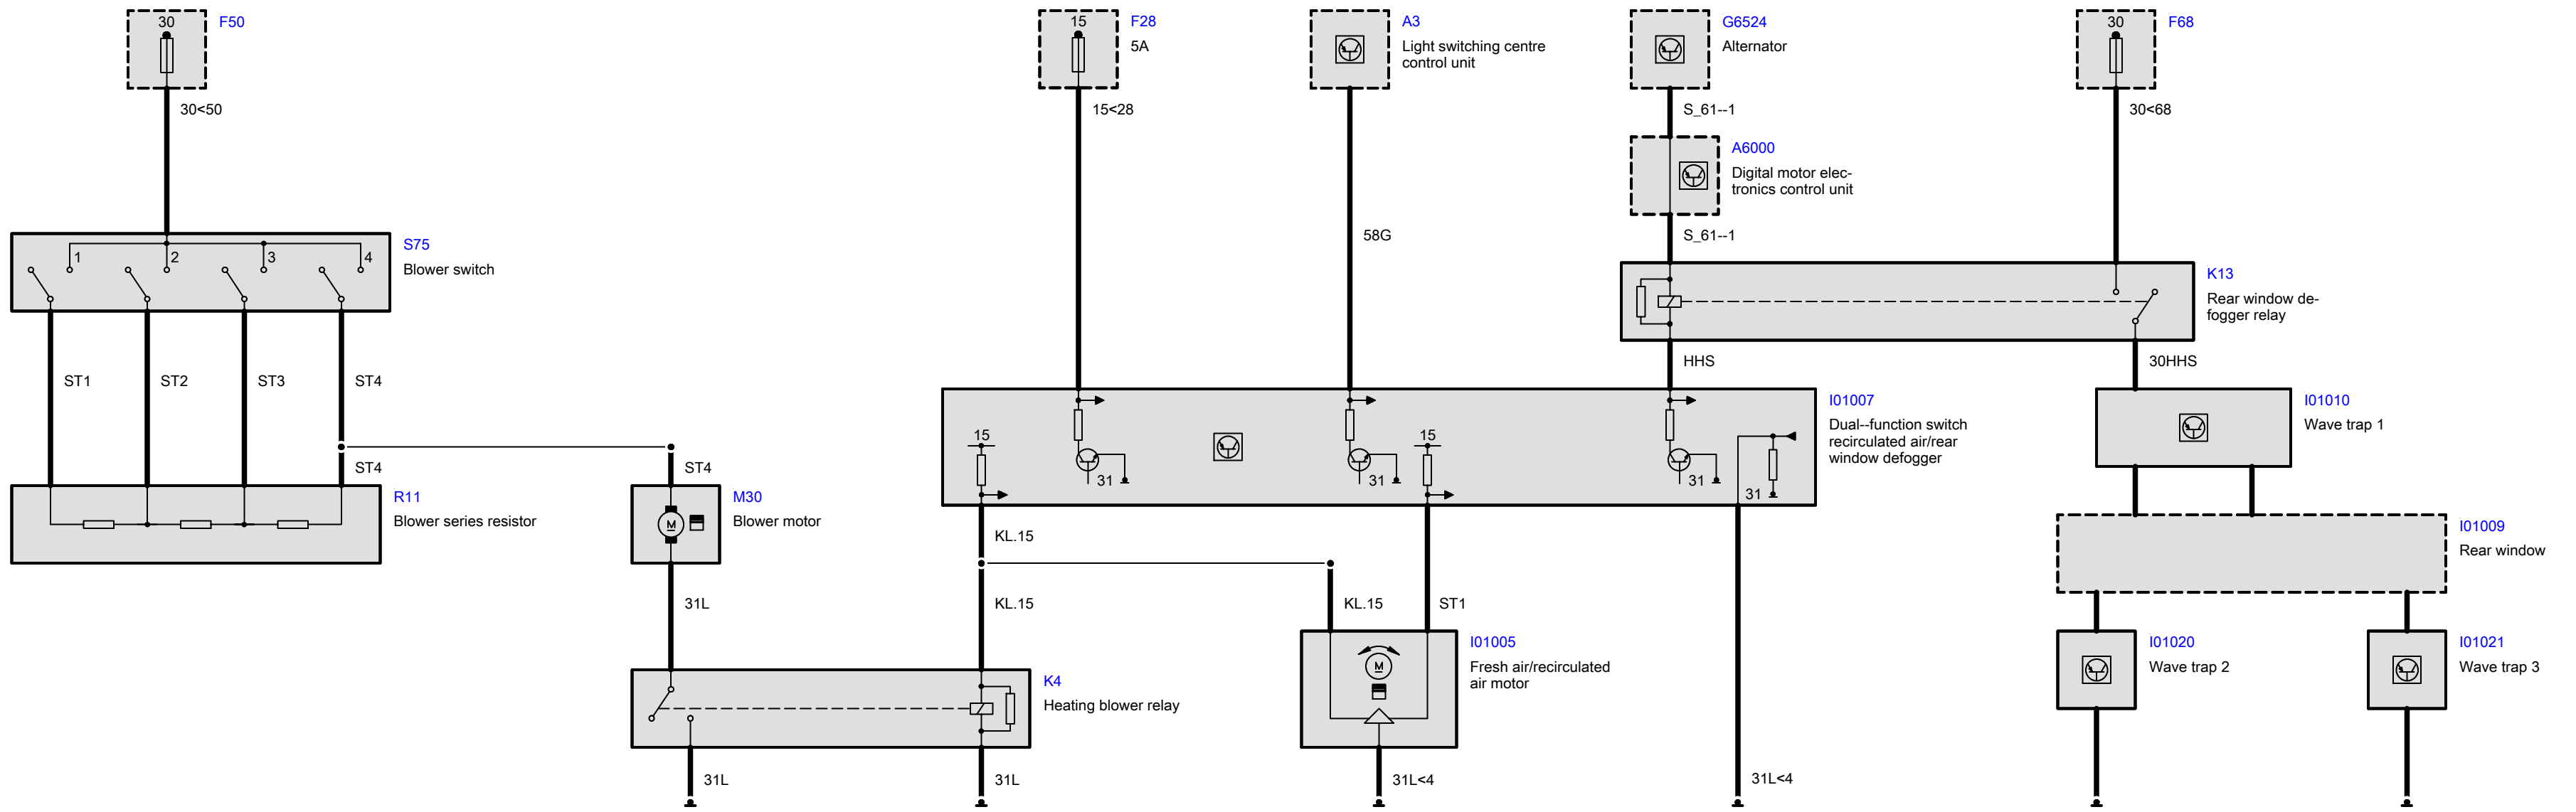 30
F50
15
F28
5A
A3
Light switching centre
control unit
G6524
Alternator
30
F68
30<50
15<28
S_61--1
30<68
A6000
Digital motor elec-
tronics control unit
58G
S_61--1
1
2
3
4
S75
Blower switch
K13
Rear window de-
fogger relay
ST1
ST2
ST3
ST4
HHS
30HHS
I01007
Dual--function switch
recirculated air/rear
window defogger
I01010
Wave trap 1
15
31
31
15
31
31
ST4
ST4
R11
Blower series resistor
M
M30
Blower motor
KL.15
I01009
Rear window
31L
KL.15
KL.15
ST1
M
I01005
Fresh air/recirculated
air motor
I01020
Wave trap 2
I01021
Wave trap 3
K4
Heating blower relay
31L
31L
31L<4
31L<4